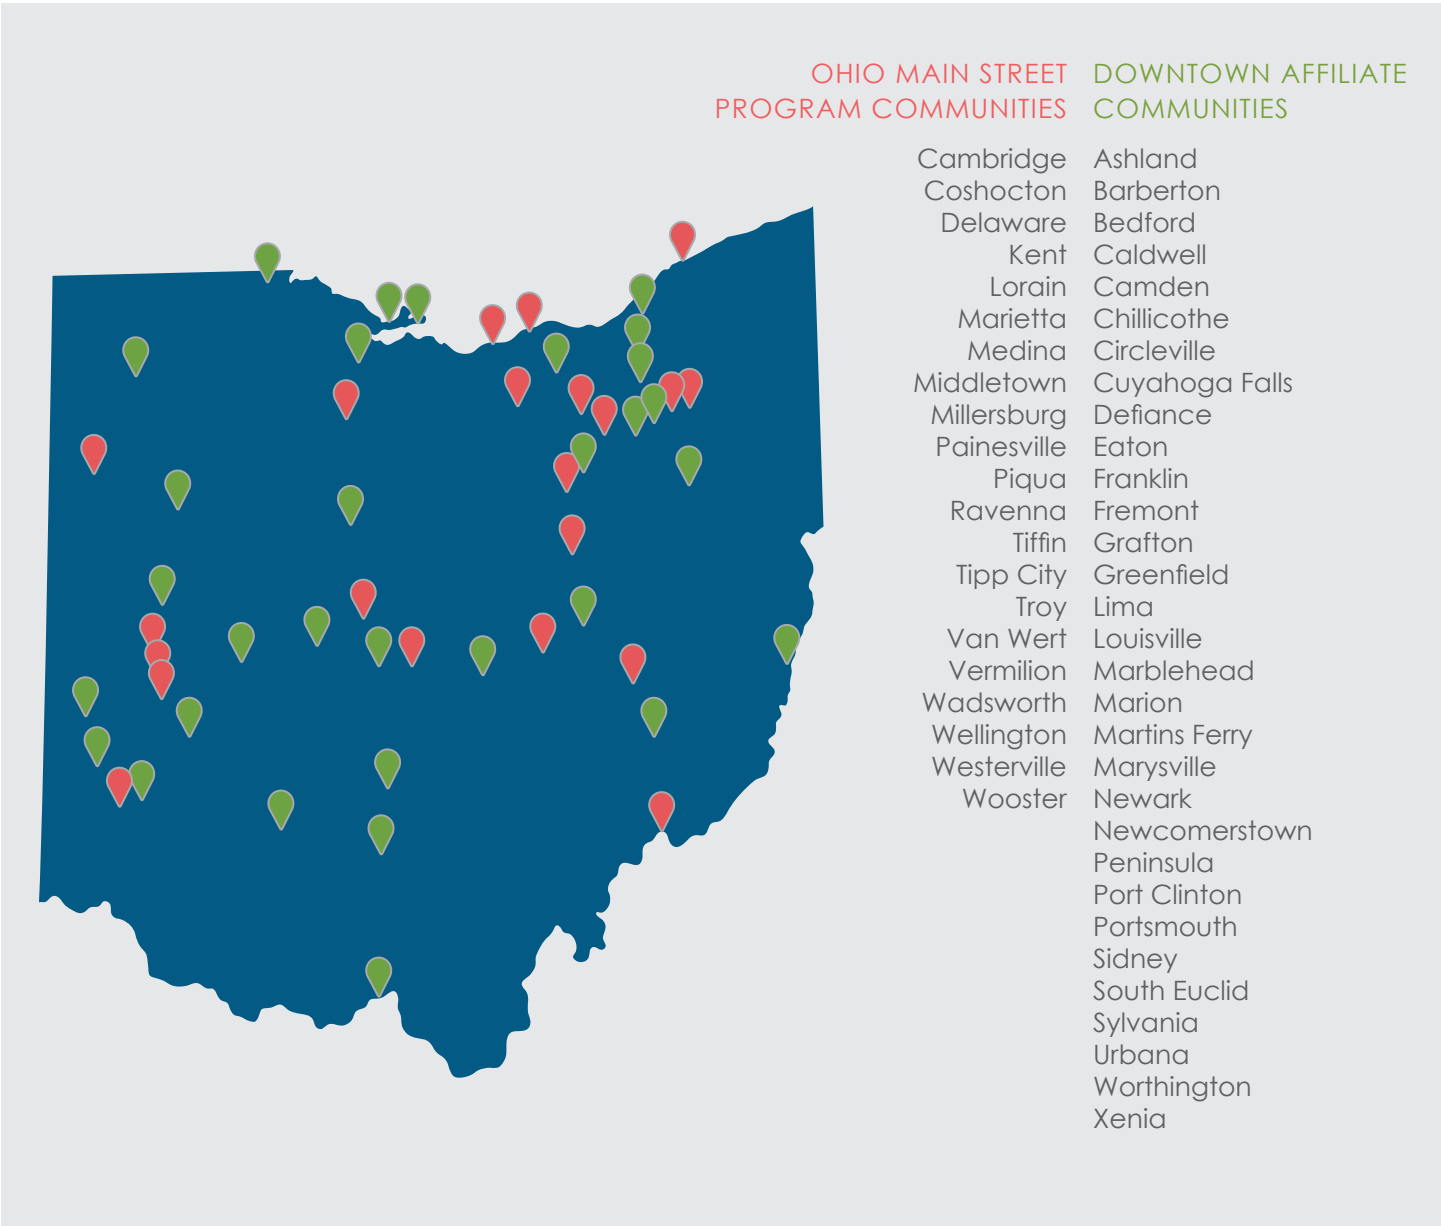 OHIO MAIN STREET
PROGRAM COMMUNITIES
Cambridge
Coshocton
Delaware
Kent
Lorain
Marietta
Medina
Middletown
Millersburg
Painesville
Piqua
Ravenna
Tiffin
Tipp City
Troy
Van Wert
Vermilion
Wadsworth
Wellington
Westerville
Wooster
DOWNTOWN AFFILIATE
COMMUNITIES
Ashland
Barberton
Bedford
Caldwell
Camden
Chillicothe
Circleville
Cuyahoga Falls
Defiance
Eaton
Franklin
Fremont
Grafton
Greenfield
Lima
Louisville
Marblehead
Marion
Martins Ferry
Marysville
Newark
Newcomerstown
Peninsula
Port Clinton
Portsmouth
Sidney
South Euclid
Sylvania
Urbana
Worthington
Xenia